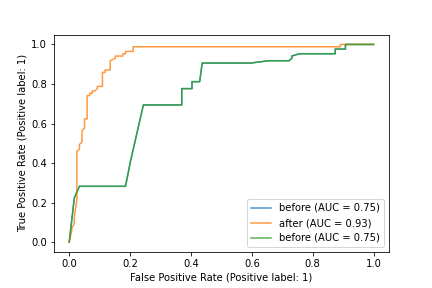 1.0
0.8
0.6
0.4
0.2
0.0
True Positive Rate (Positive label: 1)
before (AUC = 0.75)
after (AUC = 0.93)
before (AUC = 0.75)
0.0 0.2 0.4 0.6 0.8 1.0
False Positive Rate (Positive label: 1)